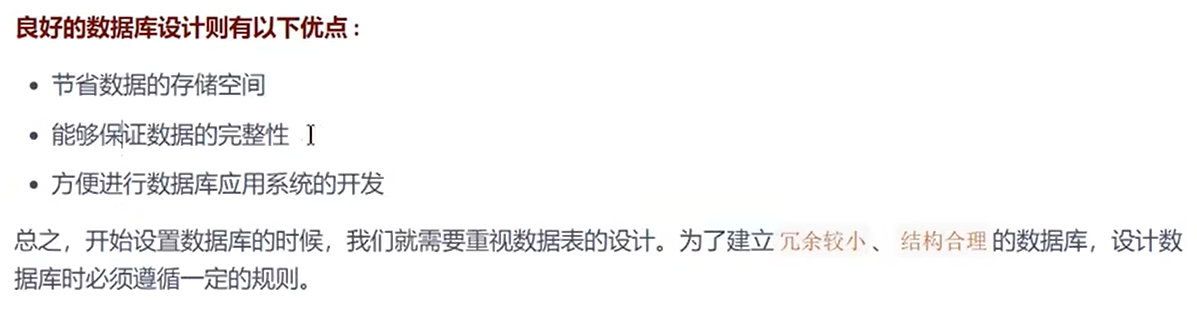 良好的数据库设计则有以下优点：
• 节省数据的存储空间
• 能够保证数据的完整性
• 方便进行数据库应用系统的开发
总之，开始设置数据库的时候，我们就需要重视数据表的设计。为了建立 冗余较小 、 结构合理 的数据库，设计数
据库时必须遵循一定的规则。